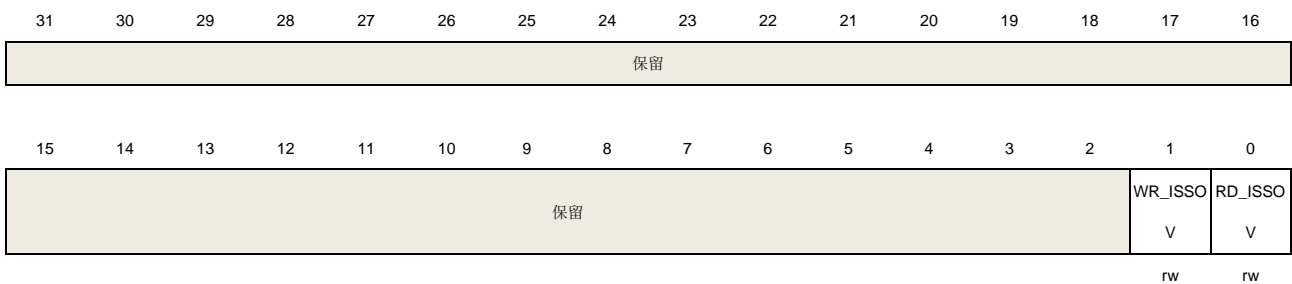 31 30 29 28 27 26 25 24 23 22 21 20 19 18 17 16
保留
15 14 13 12 11 10 9 8 7 6 5 4 3 2 1 0
保留
WR_ISSO RD_ISSO
V V
rw rw